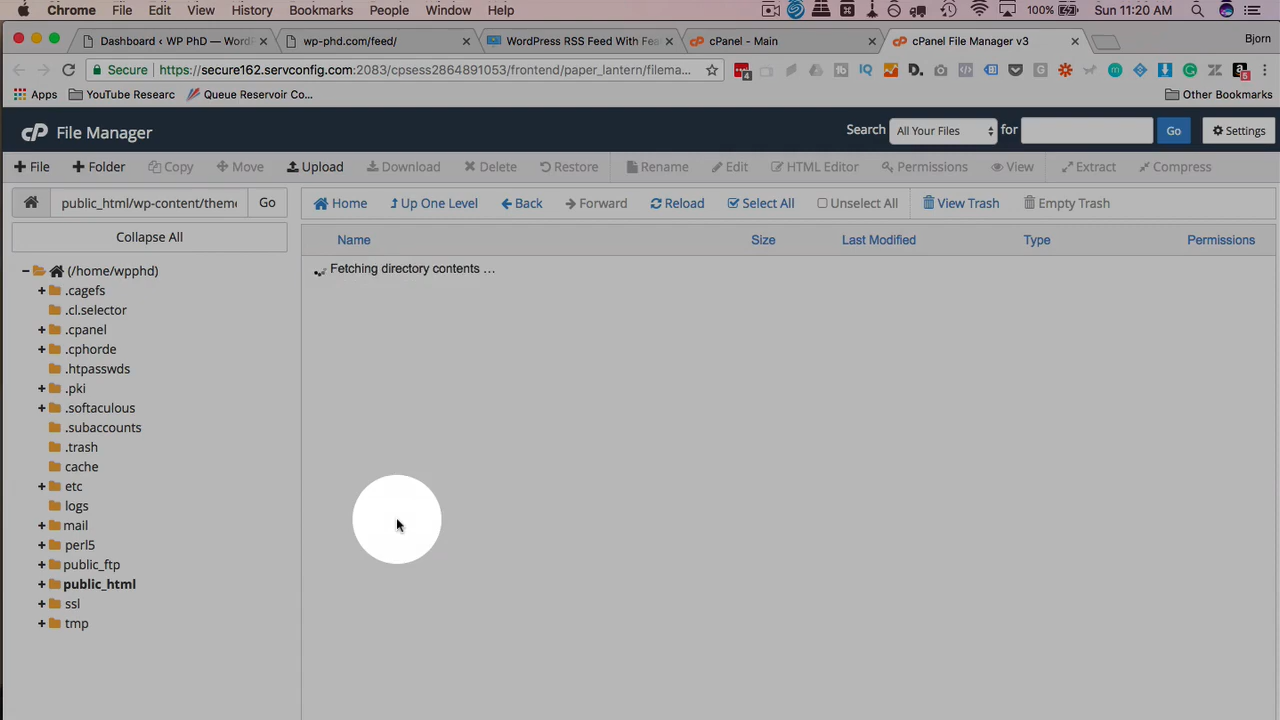 Chrome File Edit View History Bookmarks People Window Help 100% Sun 11:20 AM
Dashboard ‹ WP PhD — WordP × wp-phd.com/feed/ × WordPress RSS Feed With Fea × cPanel - Main × cPanel File Manager v3 × Bjorn
Secure https://secure162.servconfig.com:2083/cpsess2864891053/frontend/paper_lantern/filema...
Apps YouTube Researc Queue Reservoir Co... Other Bookmarks
cP File Manager Search All Your Files for Go Settings
+ File + Folder Copy Move Upload Download Delete Restore Rename Edit HTML Editor Permissions View Extract Compress
public_html/wp-content/theme Go Home Up One Level Back Forward Reload Select All Unselect All View Trash Empty Trash
Collapse All
Name Size Last Modified Type Permissions
Fetching directory contents ...
(/home/wpphd)
.cagefs
.cl.selector
.cpanel
.cphorde
.htpasswds
.pki
.softaculous
.subaccounts
.trash
cache
etc
logs
mail
perl5
public_ftp
public_html
ssl
tmp